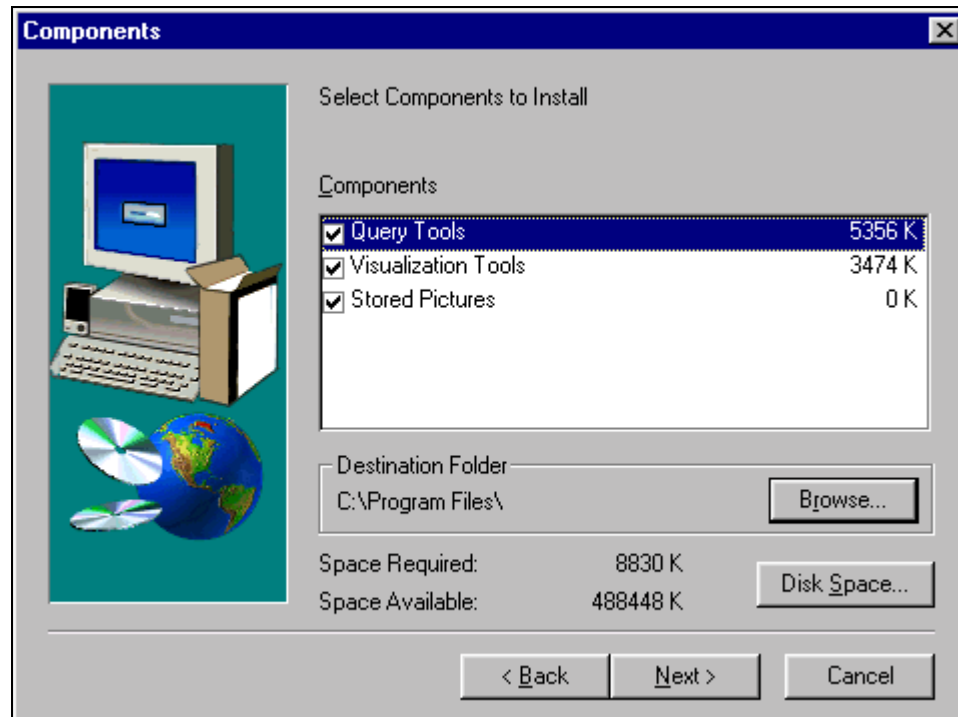 Components
Select Components to Install
Components
Query Tools 5356 K
Visualization Tools 3474 K
Stored Pictures 0 K
Destination Folder
C:\Program Files\
Browse...
Space Required: 8830 K
Disk Space...
Space Available: 488448 K
< Back Next > Cancel